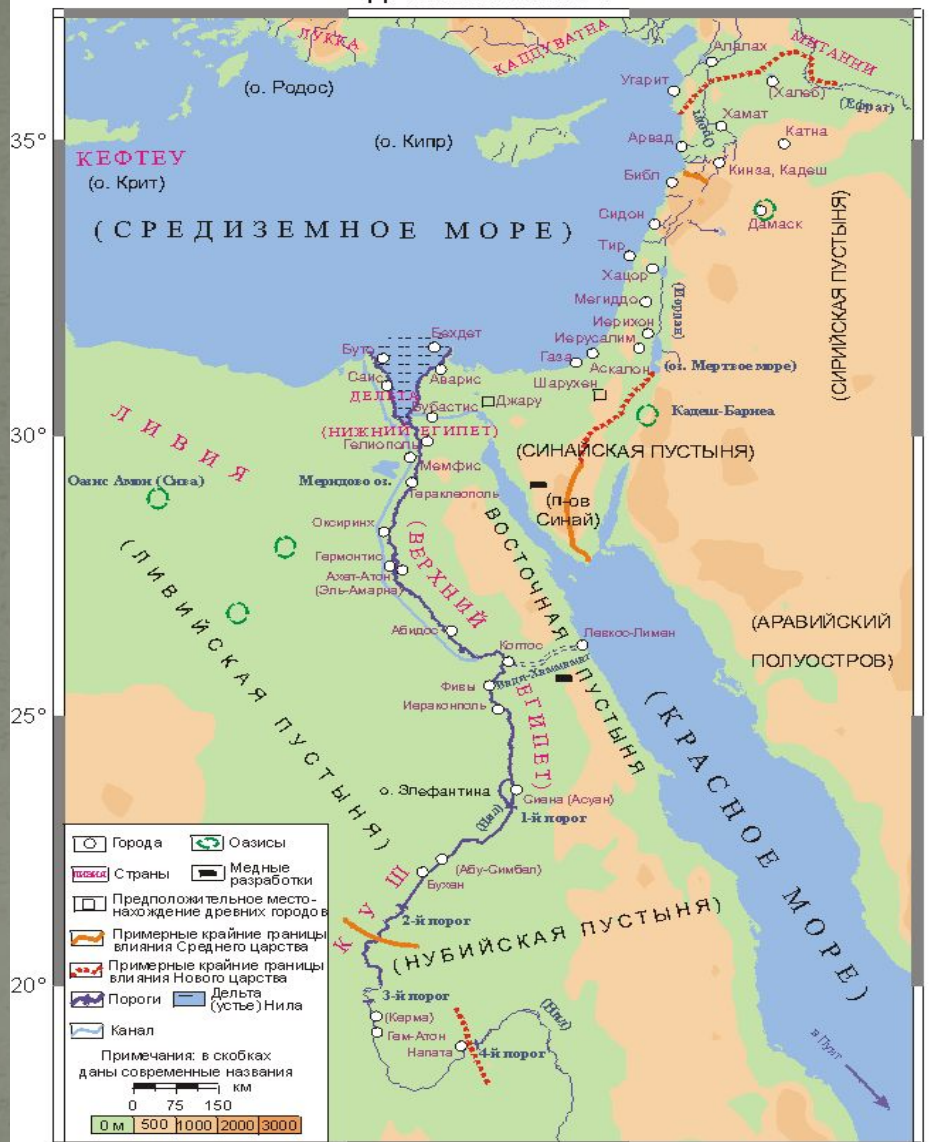 ЛУККА
КАЦЦУВАТНА
МИТАННИ
Алалах
(о. Родос)
Угарит
(Халеб)
(Ефрат)
35°
(о. Кипр)
Оронт
Хамат
Арвад
Катна
КЕФТЕУ
(о. Крит)
Кинза, Кадеш
Библ
(СРЕДИЗЕМНОЕ МОРЕ)
Сидон
Дамаск
Тир
Хацор
(СИРИЙСКАЯ ПУСТЫНЯ)
Мегиддо
(Иордан)
Иерихон
Бехдет
Иерусалим
Буто
Газа
Аскалон
(оз. Мертвое море)
Саис
Аварис
Шарухен
ДЕЛЬТА
Джару
Бубастис
Кадеш-Барнеа
ЛИВИЯ
30°
(НИЖНИЙ ЕГИПЕТ)
Гелиополь
(СИНАЙСКАЯ ПУСТЫНЯ)
Мемфис
Оазис Амон (Сива)
Меридово оз.
Гераклеополь
(п-ов
Синай)
Оксиринх
(ВЕРХНИЙ
ВОСТОЧНАЯ
Гермонтис
Ахет-Атон
(Эль-Амарна)
(ЛИВИЙСКАЯ ПУСТЫНЯ)
Абидос
Левкос-Лимен
(АРАВИЙСКИЙ
ПОЛУОСТРОВ)
Коптос
Вади-Хаммамат
Фивы
ПУСТЫНЯ
ЕГИПЕТ)
Иераконполь
25°
(КРАСНОЕ МОРЕ)
о. Элефантина
Сиена (Асуан)
(Нил)
1-й порог
(Абу-Симбал)
Бухен
КУШ
2-й порог
(НУБИЙСКАЯ ПУСТЫНЯ)
20°
3-й порог
(Керма)
Гем-Атон
(Нил)
Напата
4-й порог
в Пунт
Города
Оазисы
ЛИВИЯ
Страны
Медные
разработки
Предположительное место-
нахождение древних городов
Примерные крайние границы
влияния Среднего царства
Примерные крайние границы
влияния Нового царства
Пороги
Дельта
(устье) Нила
Канал
Примечания: в скобках
даны современные названия
км
0 75 150
0 м 500 1000 2000 3000